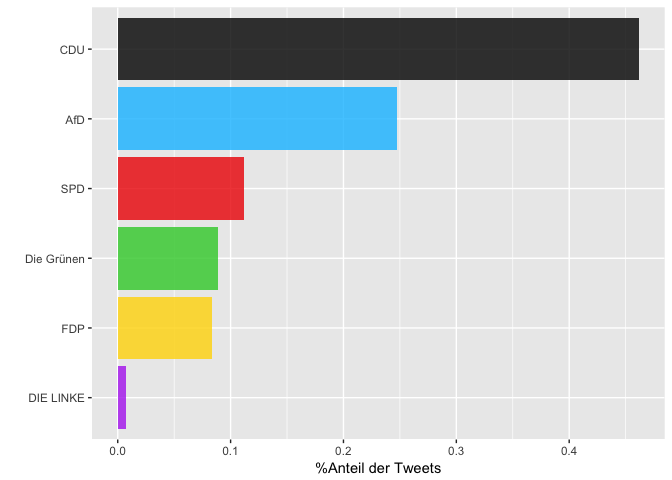 CDU
AfD
SPD
Die Grünen
FDP
DIE LINKE
0.0 0.1 0.2 0.3 0.4
%Anteil der Tweets